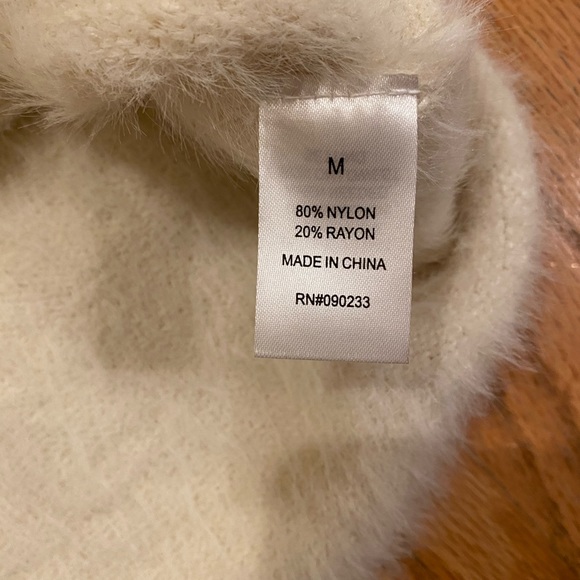 M
80% NYLON
20% RAYON
MADE IN CHINA
RN#090233